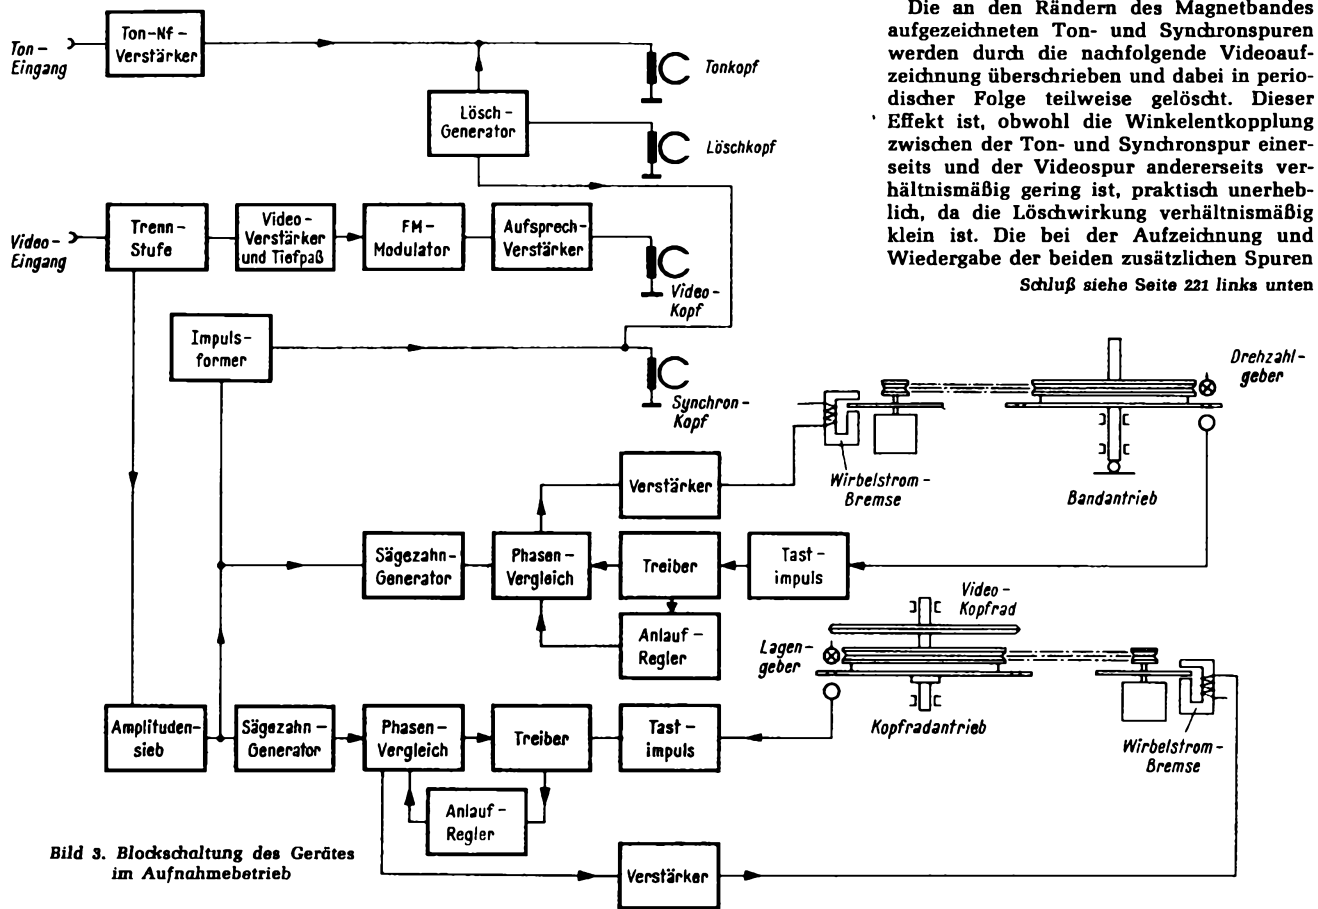 Ton-
Eingang
Ton-Nf-
Verstärker
Tonkopf
Lösch-
Generator
Löschkopf
Video-
Eingang
Trenn-
Stufe
Video-
Verstärker
und Tiefpaß
FM-
Modulator
Aufsprech-
Verstärker
Video-
Kopf
Impuls-
former
Synchron-
Kopf
Die an den Rändern des Magnetbandes
aufgezeichneten Ton- und Synchronspuren
werden durch die nachfolgende Videoauf-
zeichnung überschrieben und dabei in perio-
discher Folge teilweise gelöscht. Dieser
Effekt ist, obwohl die Winkelentkopplung
zwischen der Ton- und Synchronspur einer-
seits und der Videospur andererseits ver-
hältnismäßig gering ist, praktisch unerheb-
lich, da die Löschwirkung verhältnismäßig
klein ist. Die bei der Aufzeichnung und
Wiedergabe der beiden zusätzlichen Spuren
Schluß siehe Seite 221 links unten
Drehzahl-
geber
Wirbelstrom-
Bremse
Bandantrieb
Verstärker
Sägezahn-
Generator
Phasen-
Vergleich
Treiber
Tast-
impuls
Anlauf-
Regler
Video-
Kopfrad
Lagen-
geber
Kopfradantrieb
Wirbelstrom-
Bremse
Amplituden-
sieb
Sägezahn-
Generator
Phasen-
Vergleich
Treiber
Tast-
impuls
Anlauf-
Regler
Verstärker
Bild 3. Blockschaltung des Gerätes
im Aufnahmebetrieb